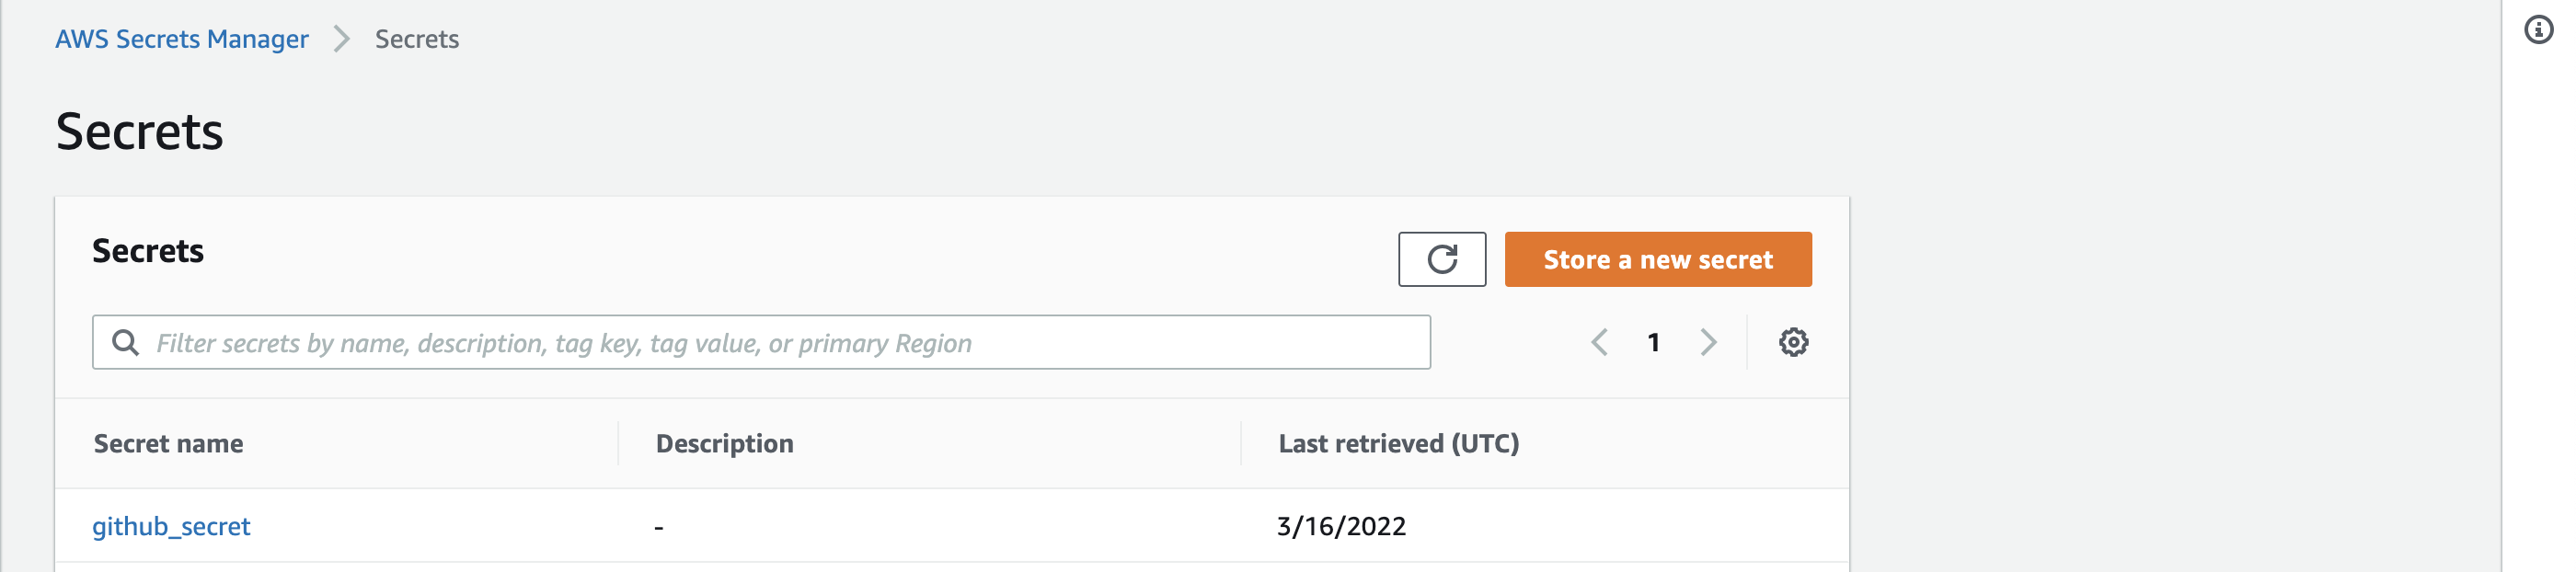 AWS Secrets Manager > Secrets
Secrets
Secrets
Store a new secret
Filter secrets by name, description, tag key, tag value, or primary Region
1
Secret name Description Last retrieved (UTC)
github_secret - 3/16/2022